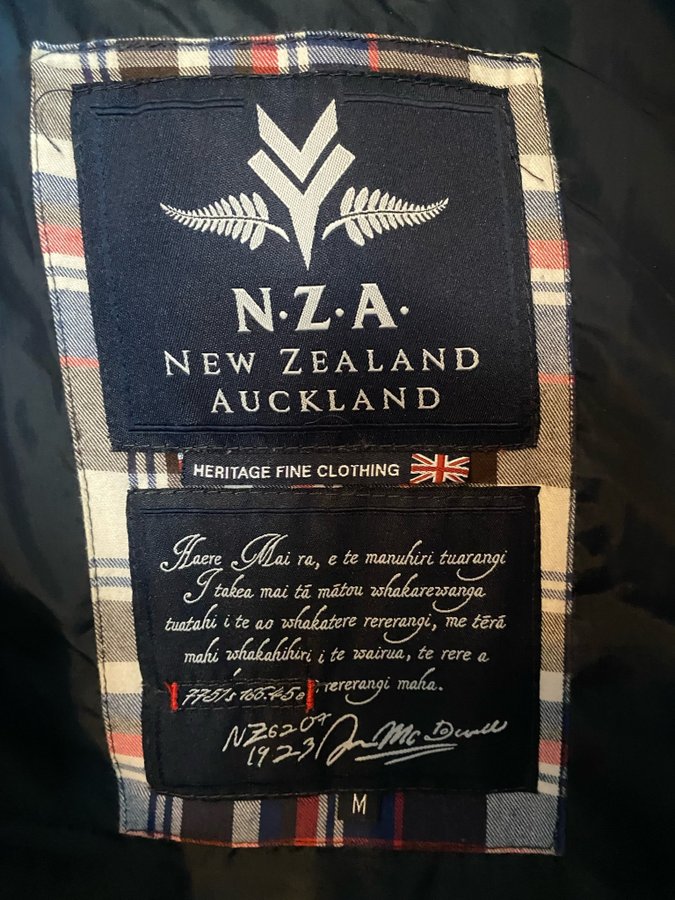 N·Z·A·
NEW ZEALAND
AUCKLAND
HERITAGE FINE CLOTHING
Haere Mai ra, e te manuhiri tuarangi
I takea mai tā mātou whakarewanga
tuatahi i te ao whakatere rererangi, me tērā
mahi whakahihiri i te wairua, te rere a
rererangi maha.
NZ6204
1923
M